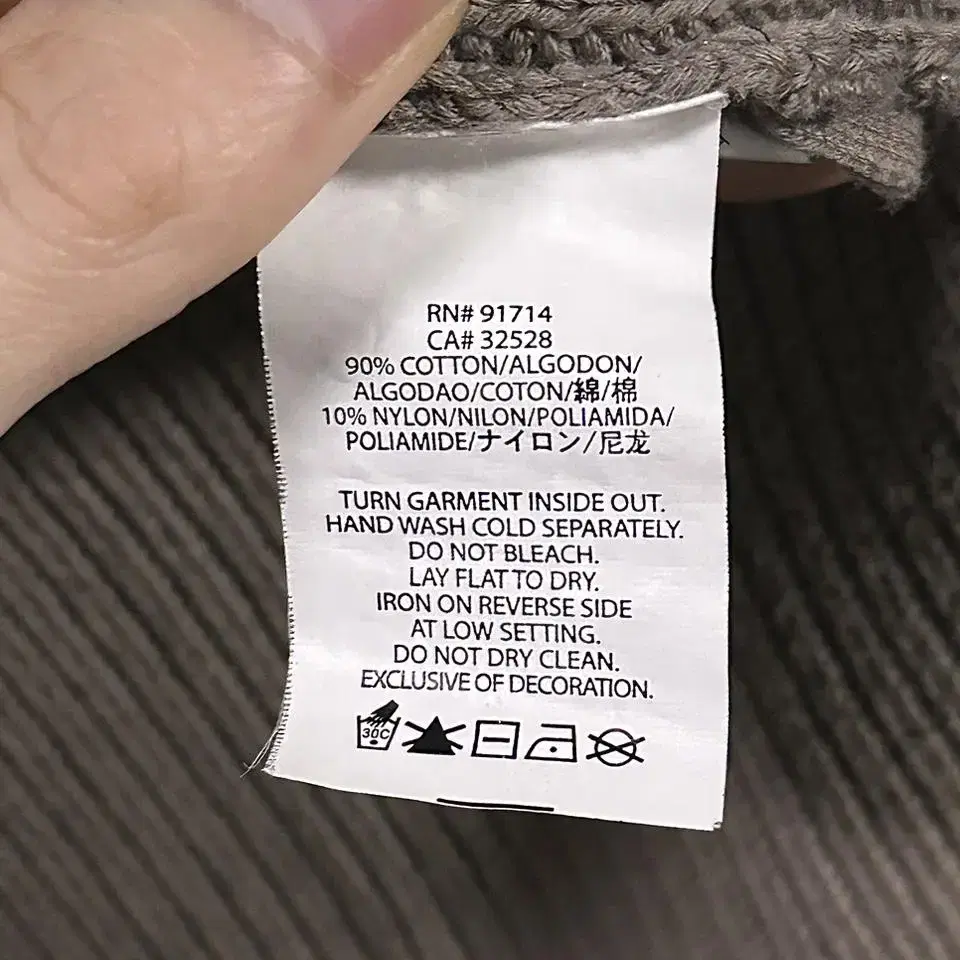 RN# 91714
CA# 32528
90% COTTON/ALGODON/
ALGODAO/COTON/綿/棉
10% NYLON/NILON/POLIAMIDA/
POLIAMIDE/ナイロン/尼龙
TURN GARMENT INSIDE OUT.
HAND WASH COLD SEPARATELY.
DO NOT BLEACH.
LAY FLAT TO DRY.
IRON ON REVERSE SIDE
AT LOW SETTING.
DO NOT DRY CLEAN.
EXCLUSIVE OF DECORATION.
30C